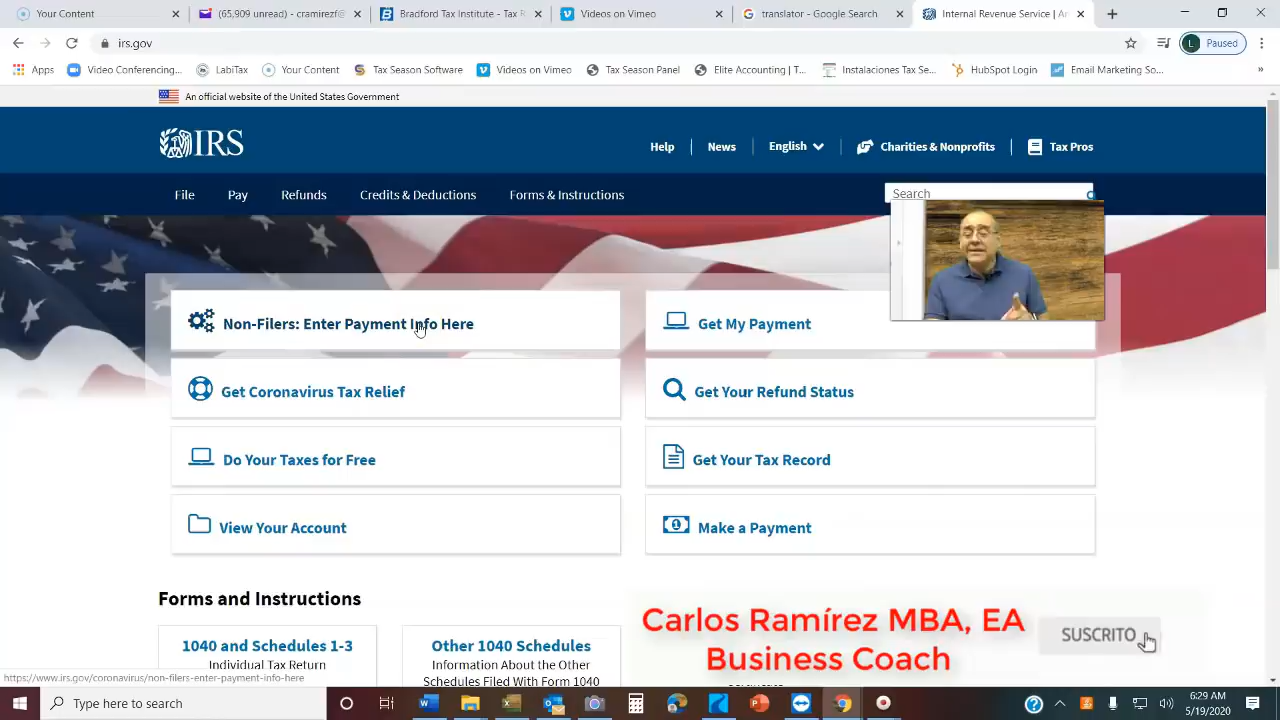 Your Content
(65,909 unread) - cramirezf@
Bradford Tax Institute - Tax R
Videos on Vimeo
translator - Google Search
Internal Revenue Service | An
irs.gov
Paused
Apps
Video Conferencing...
LabiTax
Your Content
Tax Season Software
Videos on Vimeo
Tax Season Panel
Elite Accounting | T...
Instalaciones Tax Se...
HubSpot Login
Email Marketing So...
An official website of the United States Government
IRS
Help
News
English
Charities & Nonprofits
Tax Pros
File
Pay
Refunds
Credits & Deductions
Forms & Instructions
Search
Non-Filers: Enter Payment Info Here
Get My Payment
Get Coronavirus Tax Relief
Get Your Refund Status
Do Your Taxes for Free
Get Your Tax Record
View Your Account
Make a Payment
Forms and Instructions
Carlos Ramírez MBA, EA
Business Coach
SUSCRITO
1040 and Schedules 1-3
Individual Tax Return
Other 1040 Schedules
Information About the Other
Schedules Filed With Form 1040
https://www.irs.gov/coronavirus/non-filers-enter-payment-info-here
Type here to search
6:29 AM
5/19/2020